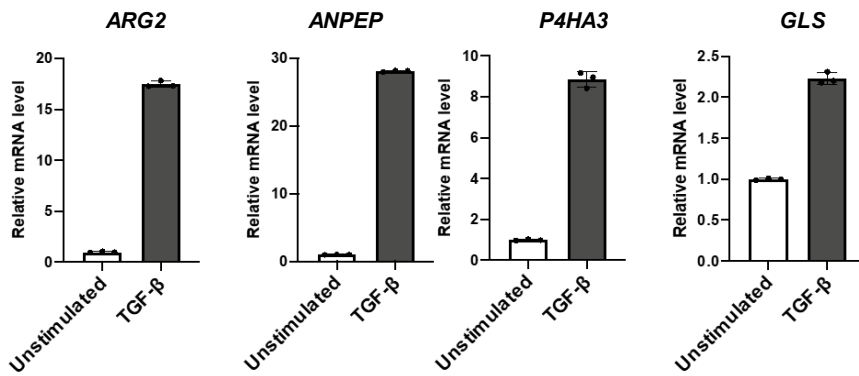 ARG2
Relative mRNA level
20
15
10
5
0
Unstimulated
TGF-β
ANPEP
Relative mRNA level
30
20
10
0
Unstimulated
TGF-β
P4HA3
Relative mRNA level
10
8
6
4
2
0
Unstimulated
TGF-β
GLS
Relative mRNA level
2.5
2.0
1.5
1.0
0.5
0.0
Unstimulated
TGF-β